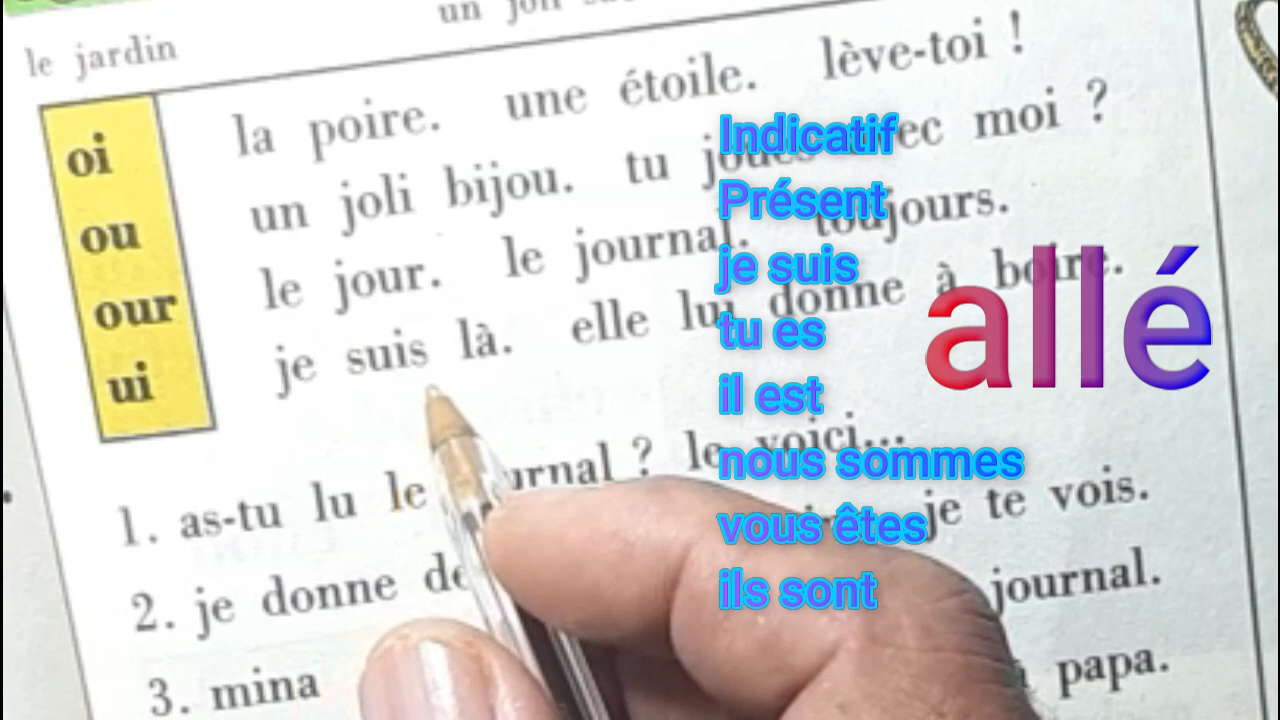 un joli
le jardin
oi
ou
our
ui
la poire. une étoile. lève-toi !
un joli bijou. tu joues avec moi ?
le jour. le journal. toujours.
je suis là. elle lui donne à boire.
1. as-tu lu le journal ? le voici...
je te vois.
2. je donne
journal.
3. mina
papa.
Indicatif
Présent
je suis
tu es
il est
nous sommes
vous êtes
ils sont
allé